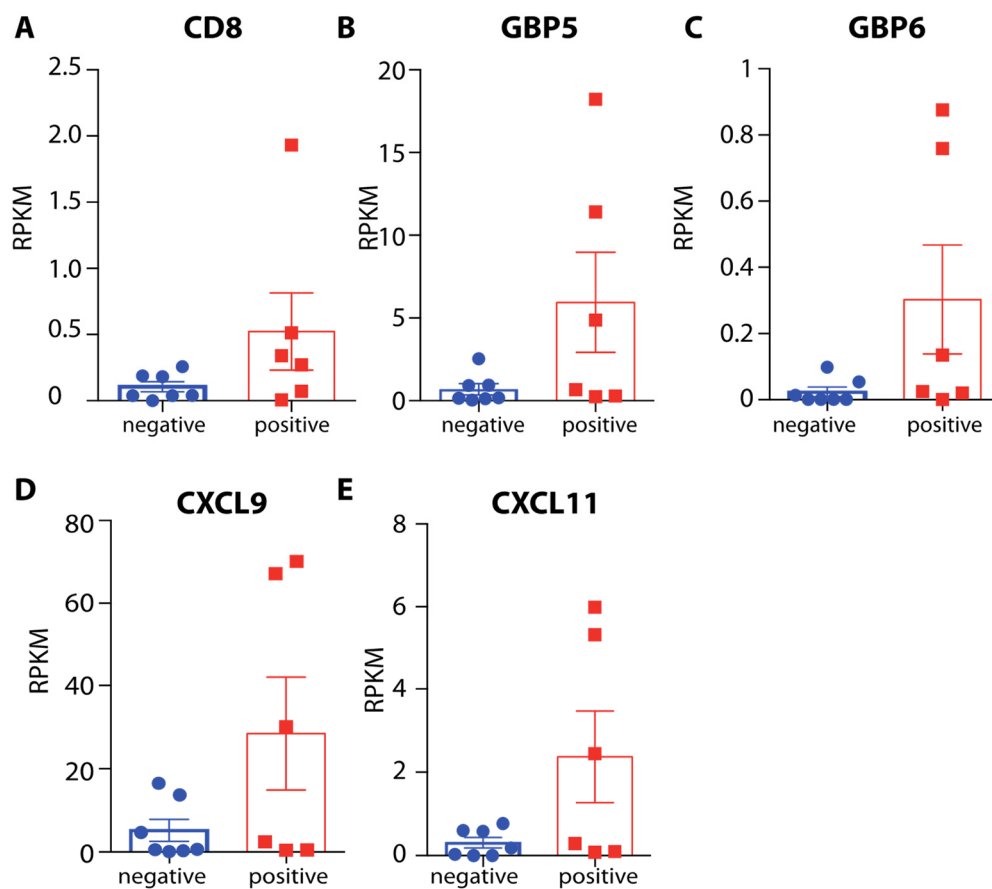 A CD8
2.5
2.0
1.5
1.0
0.5
0
RPKM
negative positive
B GBP5
20
15
10
5
0
RPKM
negative positive
C GBP6
1
0.8
0.6
0.4
0.2
0
RPKM
negative positive
D CXCL9
80
60
40
20
0
RPKM
negative positive
E CXCL11
8
6
4
2
0
RPKM
negative positive